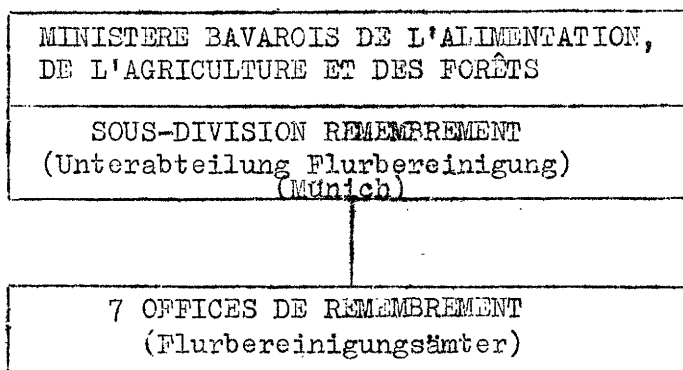 MINISTERE BAVAROIS DE L'ALIMENTATION,
DE L'AGRICULTURE ET DES FORÊTS
SOUS-DIVISION REMEMBREMENT
(Unterabteilung Flurbereinigung)
(Münich)
7 OFFICES DE REMEMBREMENT
(Flurbereinigungsämter)